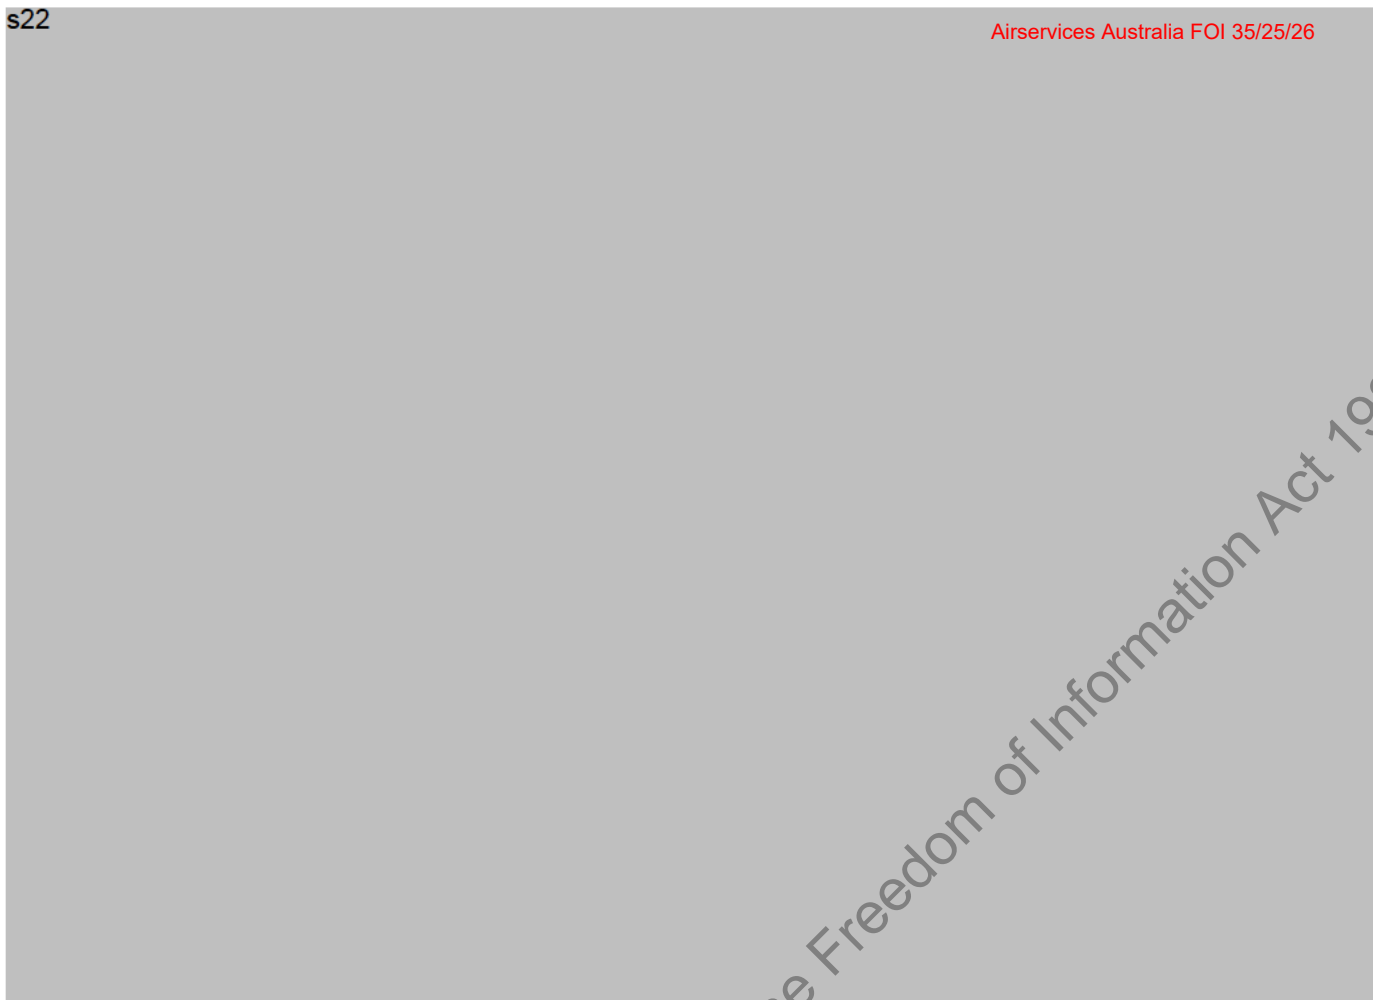 s22
Airservices Australia FOI 35/25/26
Freedom of Information Act